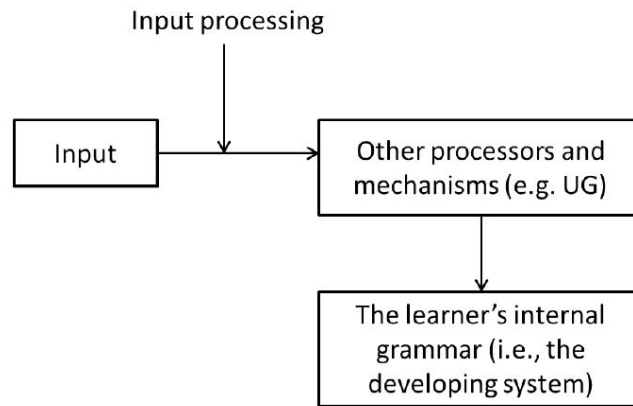 Input processing
Input
Other processors and
mechanisms (e.g. UG)
The learner's internal
grammar (i.e., the
developing system)